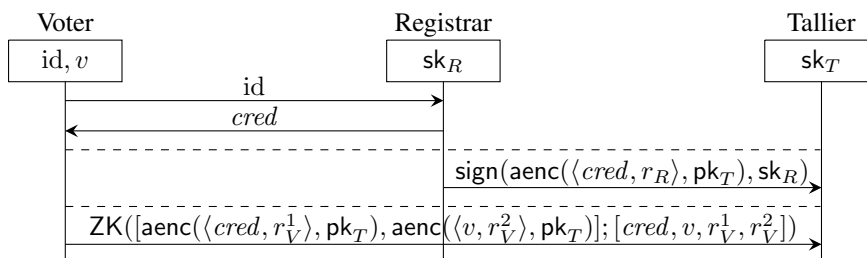 Voter Registrar Tallier
id, v sk_R sk_T
id
cred
sign(aenc(⟨cred, r_R⟩, pk_T), sk_R)
ZK([aenc(⟨cred, r_V^1⟩, pk_T), aenc(⟨v, r_V^2⟩, pk_T)]; [cred, v, r_V^1, r_V^2])